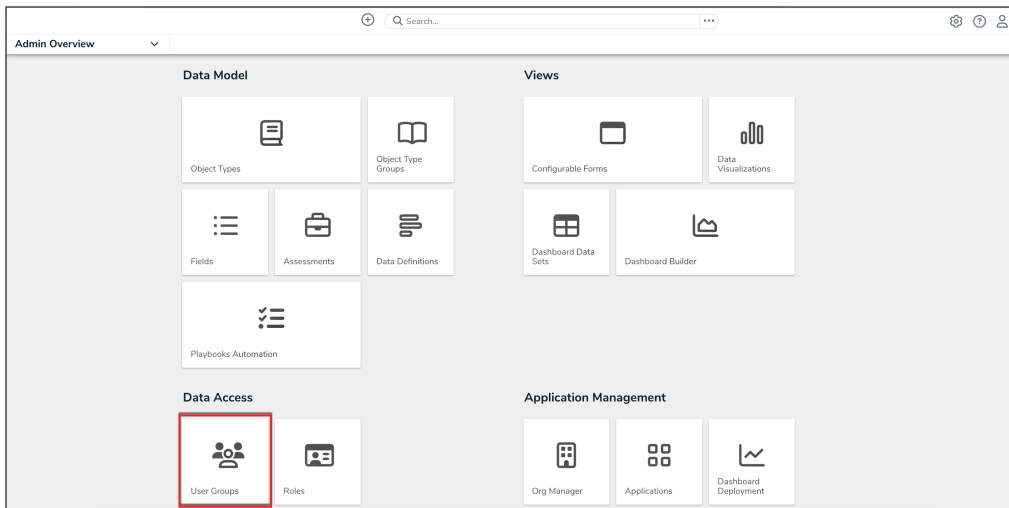 Search...
Admin Overview
Data Model
Object Types
Object Type
Groups
Fields
Assessments
Data Definitions
Playbooks Automation
Views
Configurable Forms
Data
Visualizations
Dashboard Data
Sets
Dashboard Builder
Data Access
User Groups
Roles
Application Management
Org Manager
Applications
Dashboard
Deployment